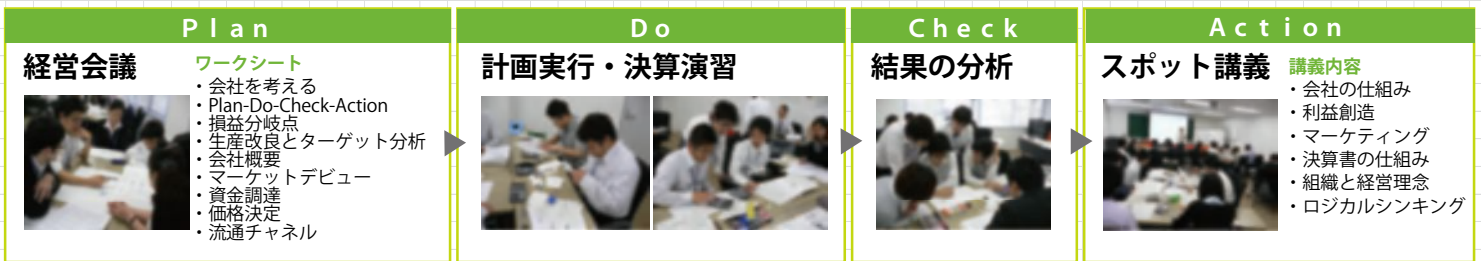 Plan
経営会議
ワークシート
・会社を考える
・Plan-Do-Check-Action
・損益分岐点
・生産改良とターゲット分析
・会社概要
・マーケットデビュー
・資金調達
・価格決定
・流通チャネル
Do
計画実行・決算演習
Check
結果の分析
Action
スポット講義
講義内容
・会社の仕組み
・利益創造
・マーケティング
・決算書の仕組み
・組織と経営理念
・ロジカルシンキング